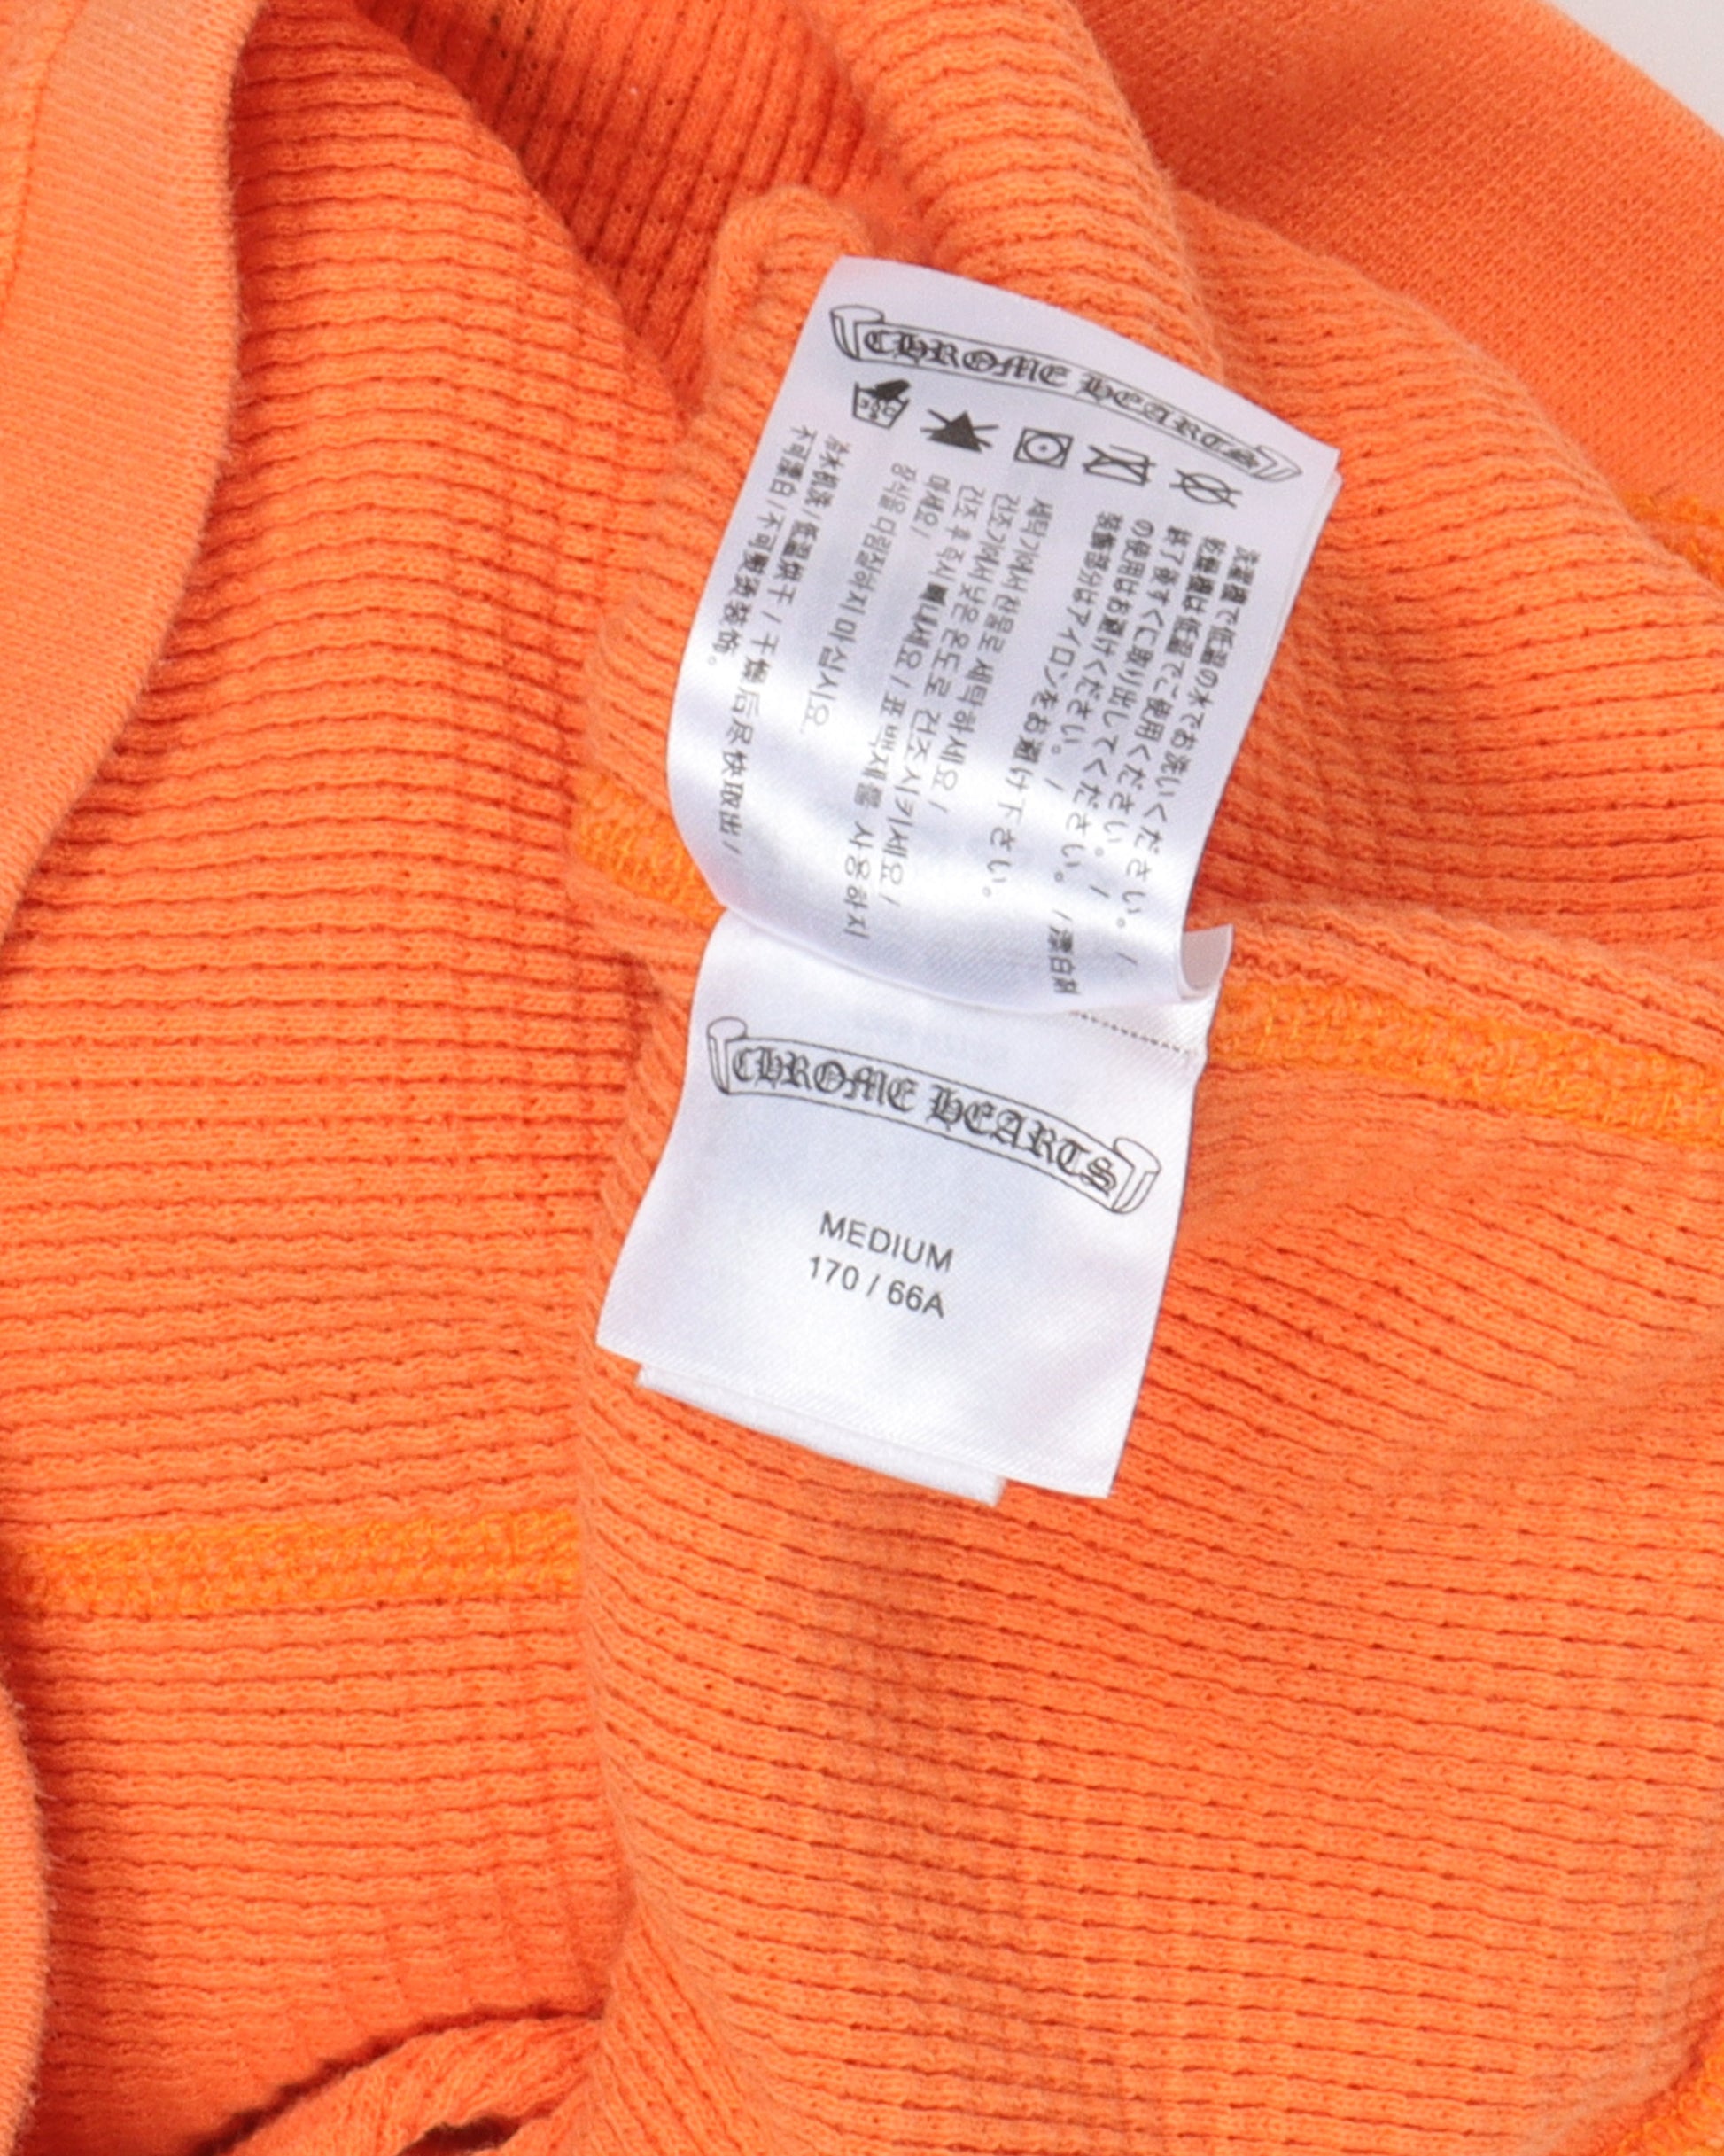 CHROME HEARTS
洗濯機で低温の水でお洗いください。/
乾燥機は低温でご使用ください。/
終了後すぐに取り出してください。/漂白剤
の使用はお避けください。/
装飾部分はアイロンをお避け下さい。
세탁기에서 찬물로 세탁하세요/
건조기에서 낮은 온도로 건조시키세요/
건조 후 즉시 빼내세요/표백제를 사용하지
마세요/
장식을 다림질하지 마십시오.
冷水机洗/低温烘干/干燥后尽快取出/
不可漂白/不可熨烫装饰。
CHROME HEARTS
MEDIUM
170 / 66A